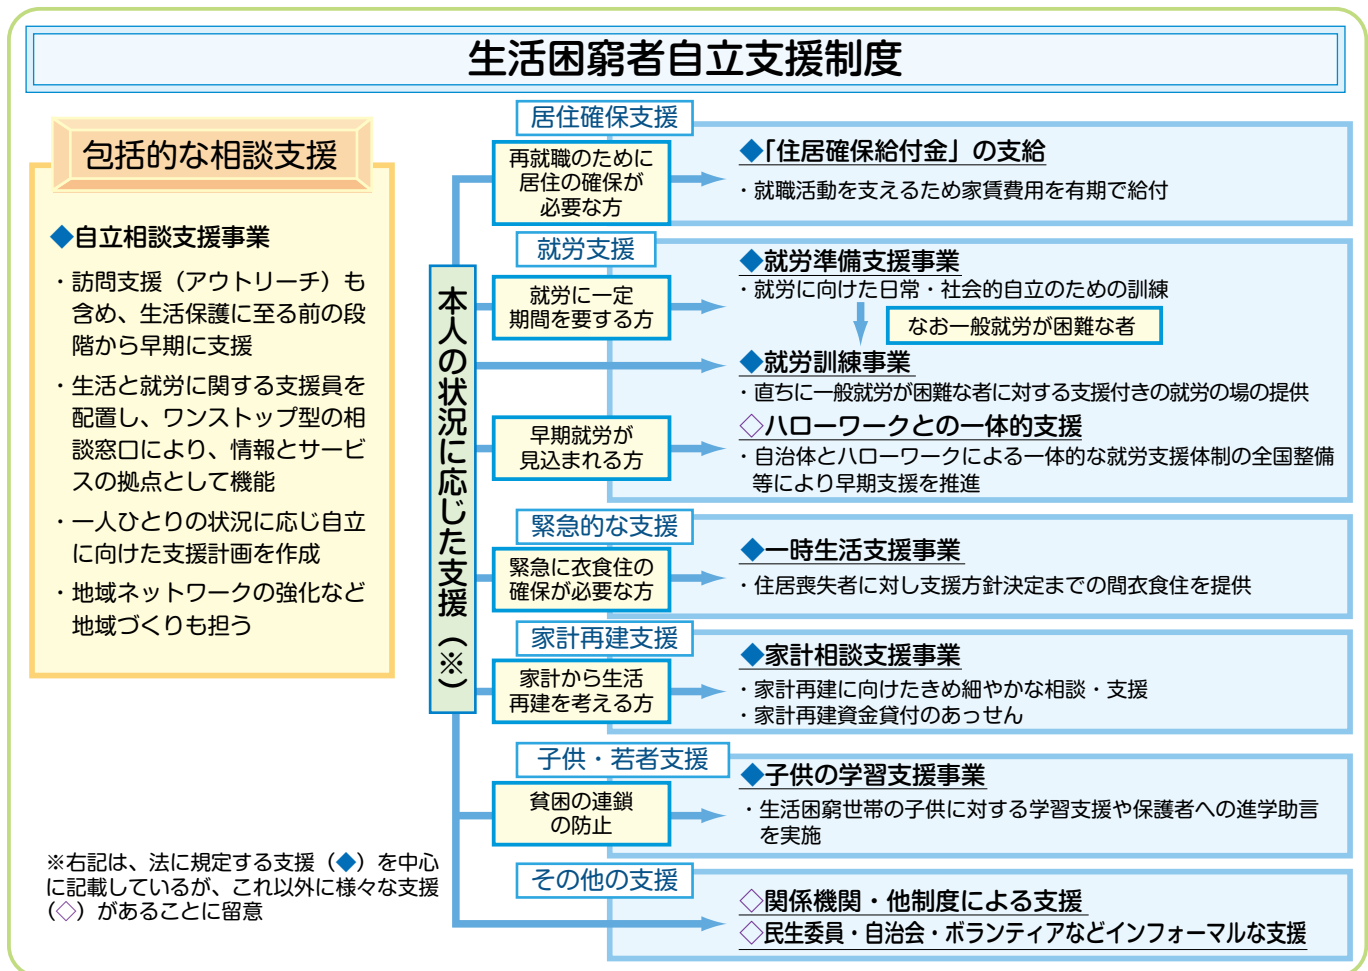 生活困窮者自立支援制度
包括的な相談支援
◆自立相談支援事業
・訪問支援（アウトリーチ）も
含め、生活保護に至る前の段
階から早期に支援
・生活と就労に関する支援員を
配置し、ワンストップ型の相
談窓口により、情報とサービ
スの拠点として機能
・一人ひとりの状況に応じ自立
に向けた支援計画を作成
・地域ネットワークの強化など
地域づくりも担う
本人の状況に応じた支援（※）
居住確保支援
再就職のために
居住の確保が
必要な方
◆「住居確保給付金」の支給
・就職活動を支えるため家賃費用を有期で給付
就労支援
就労に一定
期間を要する方
◆就労準備支援事業
・就労に向けた日常・社会的自立のための訓練
なお一般就労が困難な者
◆就労訓練事業
・直ちに一般就労が困難な者に対する支援付きの就労の場の提供
早期就労が
見込まれる方
◇ハローワークとの一体的支援
・自治体とハローワークによる一体的な就労支援体制の全国整備
等により早期支援を推進
緊急的な支援
緊急に衣食住の
確保が必要な方
◆一時生活支援事業
・住居喪失者に対し支援方針決定までの間衣食住を提供
家計再建支援
家計から生活
再建を考える方
◆家計相談支援事業
・家計再建に向けたきめ細やかな相談・支援
・家計再建資金貸付のあっせん
子供・若者支援
貧困の連鎖
の防止
◆子供の学習支援事業
・生活困窮世帯の子供に対する学習支援や保護者への進学助言
を実施
その他の支援
◇関係機関・他制度による支援
◇民生委員・自治会・ボランティアなどインフォーマルな支援
※右記は、法に規定する支援（◆）を中心
に記載しているが、これ以外に様々な支援
（◇）があることに留意